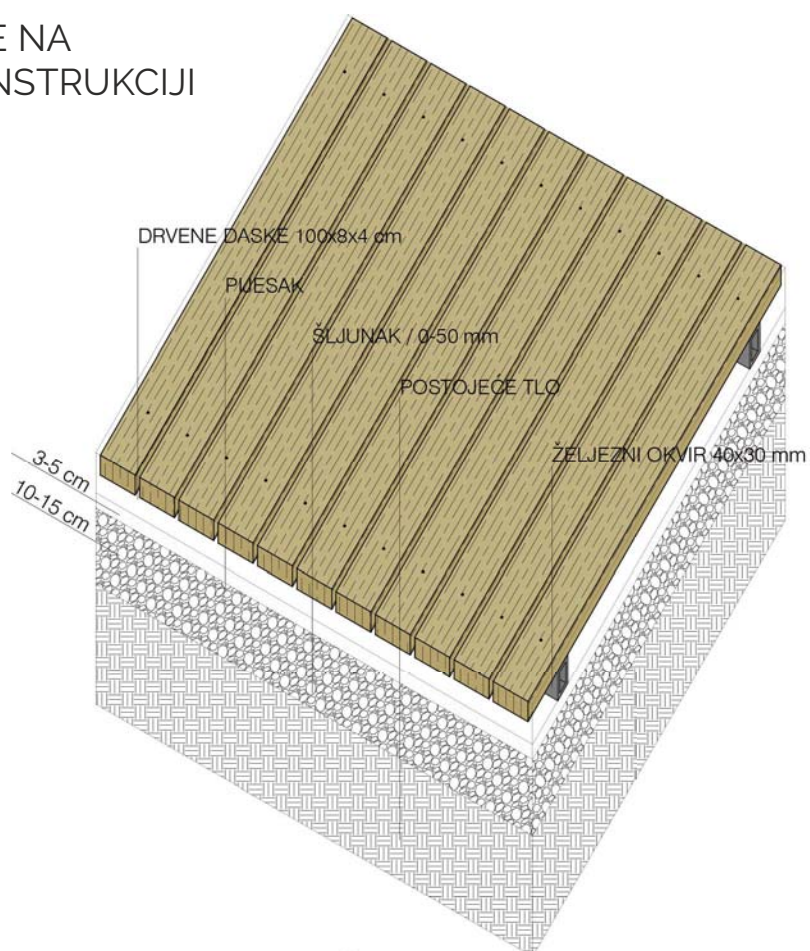 E NA
NSTRUKCIJI
DRVENE DASKE 100x8x4 cm
PIJESAK
ŠLJUNAK / 0-50 mm
POSTOJEĆE TLO
ŽELJEZNI OKVIR 40x30 mm
3-5 cm
10-15 cm